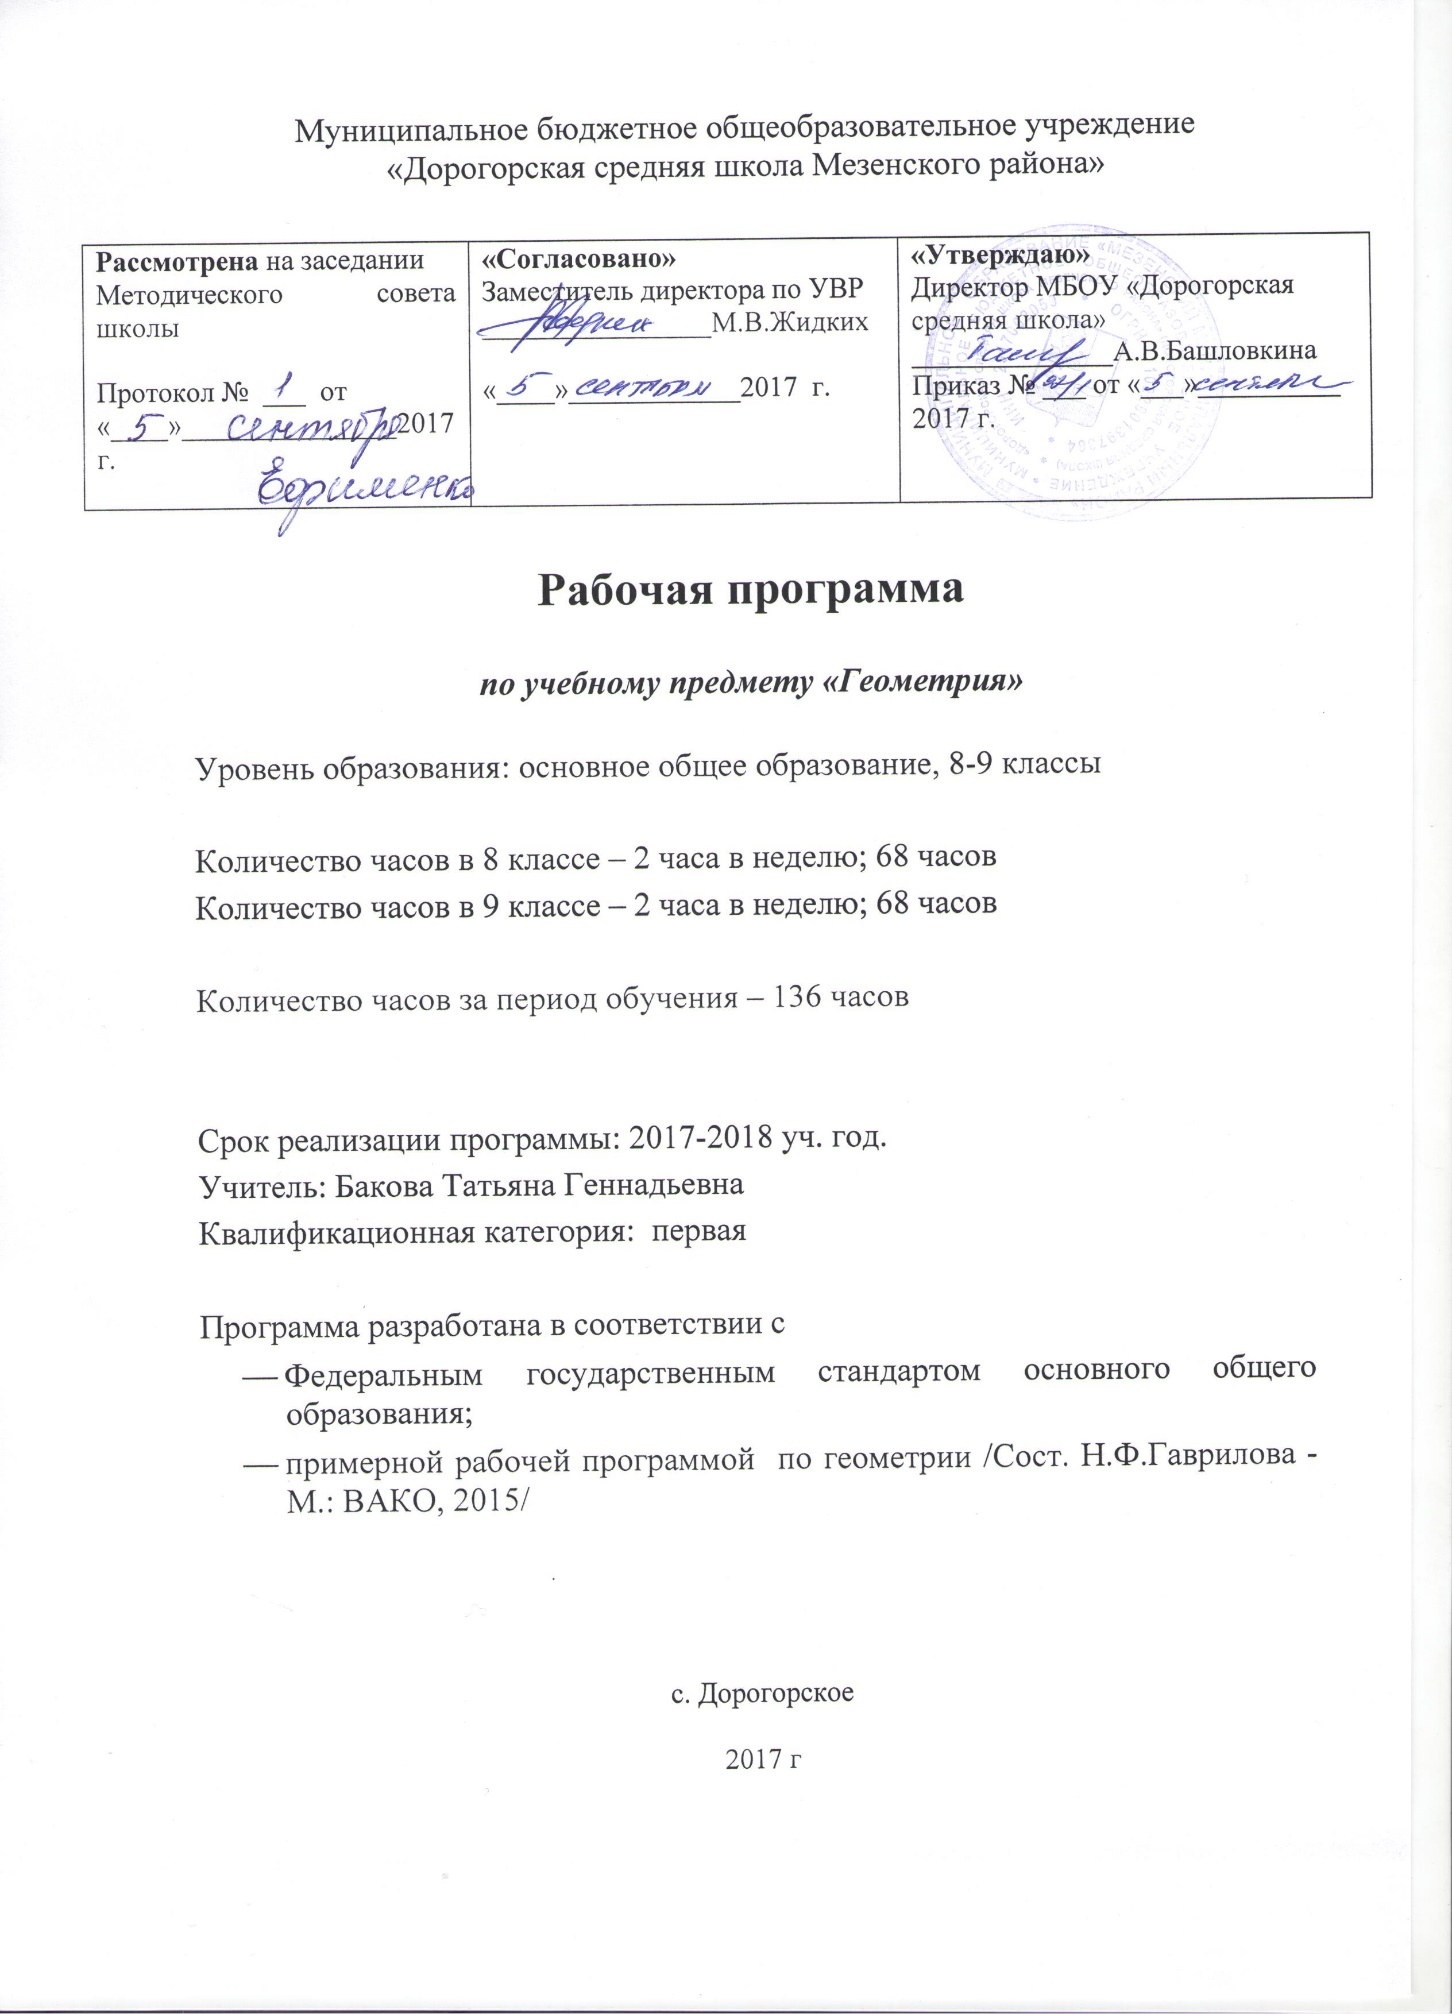 Муниципальное бюджетное общеобразовательное учреждение
«Дорогорская средняя школа Мезенского района»
Рассмотрена на заседании
Методического совета
школы
Протокол № 1 от
«5» сентября 2017
г.
Ефименко
«Согласовано»
Заместитель директора по УВР
М.В.Жидких
«5» сентября 2017 г.
«Утверждаю»
Директор МБОУ «Дорогорская
средняя школа»
А.В.Башловкина
Приказ № от «5» сентября
2017 г.
Рабочая программа
по учебному предмету «Геометрия»
Уровень образования: основное общее образование, 8-9 классы
Количество часов в 8 классе – 2 часа в неделю; 68 часов
Количество часов в 9 классе – 2 часа в неделю; 68 часов
Количество часов за период обучения – 136 часов
Срок реализации программы: 2017-2018 уч. год.
Учитель: Бакова Татьяна Геннадьевна
Квалификационная категория: первая
Программа разработана в соответствии с
— Федеральным государственным стандартом основного общего
образования;
— примерной рабочей программой по геометрии /Сост. Н.Ф.Гаврилова -
М.: ВАКО, 2015/
с. Дорогорское
2017 г